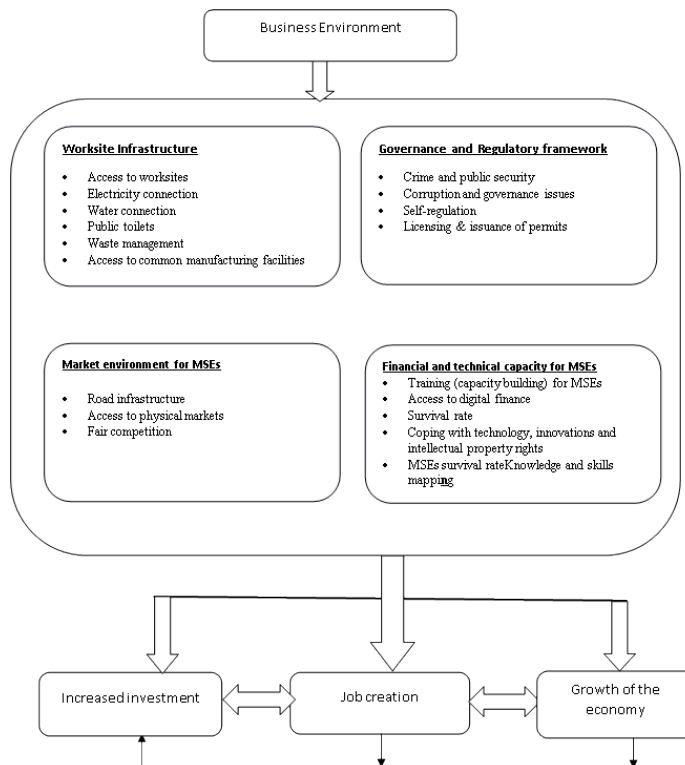 Business Environment
Worksite Infrastructure
• Access to worksites
• Electricity connection
• Water connection
• Public toilets
• Waste management
• Access to common manufacturing facilities
Governance and Regulatory framework
• Crime and public security
• Corruption and governance issues
• Self-regulation
• Licensing & issuance of permits
Market environment for MSEs
• Road infrastructure
• Access to physical markets
• Fair competition
Financial and technical capacity for MSEs
• Training (capacity building) for MSEs
• Access to digital finance
• Survival rate
• Coping with technology, innovations and
intellectual property rights
• MSEs survival rateKnowledge and skills
mapping
Increased investment
Job creation
Growth of the
economy